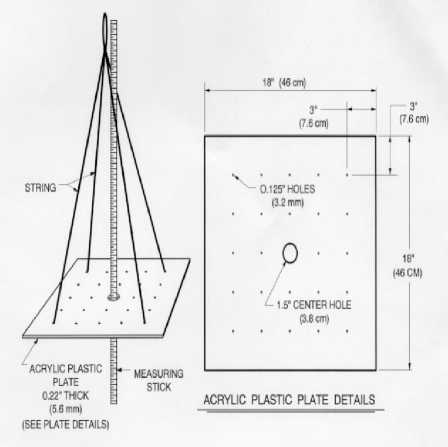 18" (46 cm)
3"
(7.6 cm)
3"
(7.6 cm)
STRING
0.125" HOLES
(3.2 mm)
18"
(46 CM)
1.5" CENTER HOLE
(3.8 cm)
ACRYLIC PLASTIC
PLATE
0.22" THICK
(5.6 mm)
(SEE PLATE DETAILS)
MEASURING
STICK
ACRYLIC PLASTIC PLATE DETAILS